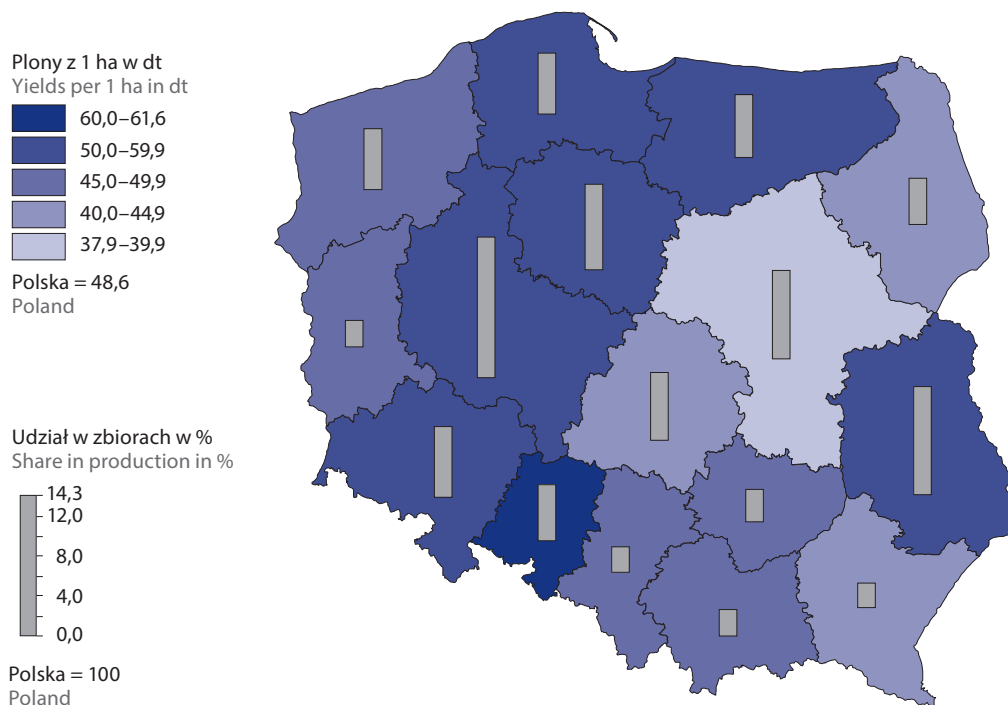 Plony z 1 ha w dt
Yields per 1 ha in dt
60,0–61,6
50,0–59,9
45,0–49,9
40,0–44,9
37,9–39,9
Polska = 48,6
Poland
Udział w zbiorach w %
Share in production in %
14,3
12,0
8,0
4,0
0,0
Polska = 100
Poland